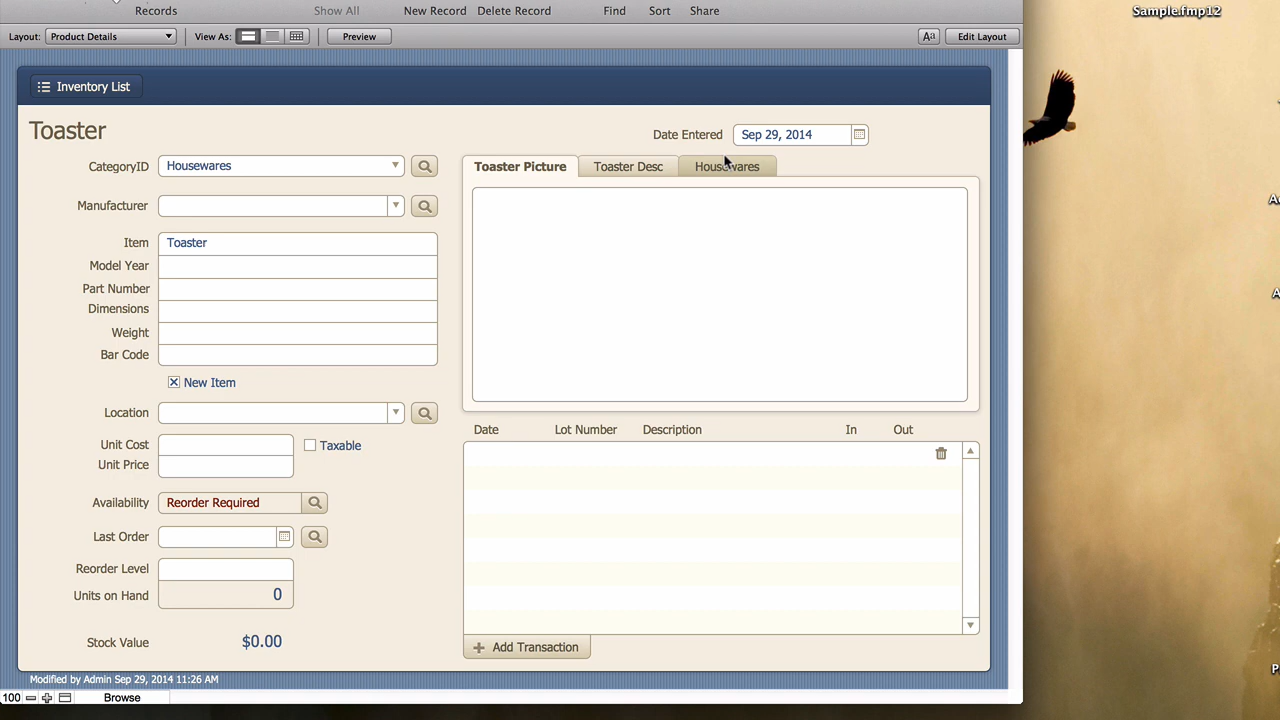 Records Show All New Record Delete Record Find Sort Share
Sample.fmp12
Layout: Product Details View As: Preview Aa Edit Layout
Inventory List
Toaster
Date Entered Sep 29, 2014
CategoryID Housewares
Toaster Picture Toaster Desc Housewares
Manufacturer
Item Toaster
Model Year
Part Number
Dimensions
Weight
Bar Code
New Item
Location
Date Lot Number Description In Out
Unit Cost Taxable
Unit Price
Availability Reorder Required
Last Order
Reorder Level
Units on Hand 0
Stock Value $0.00
Add Transaction
Modified by Admin Sep 29, 2014 11:26 AM
100 Browse